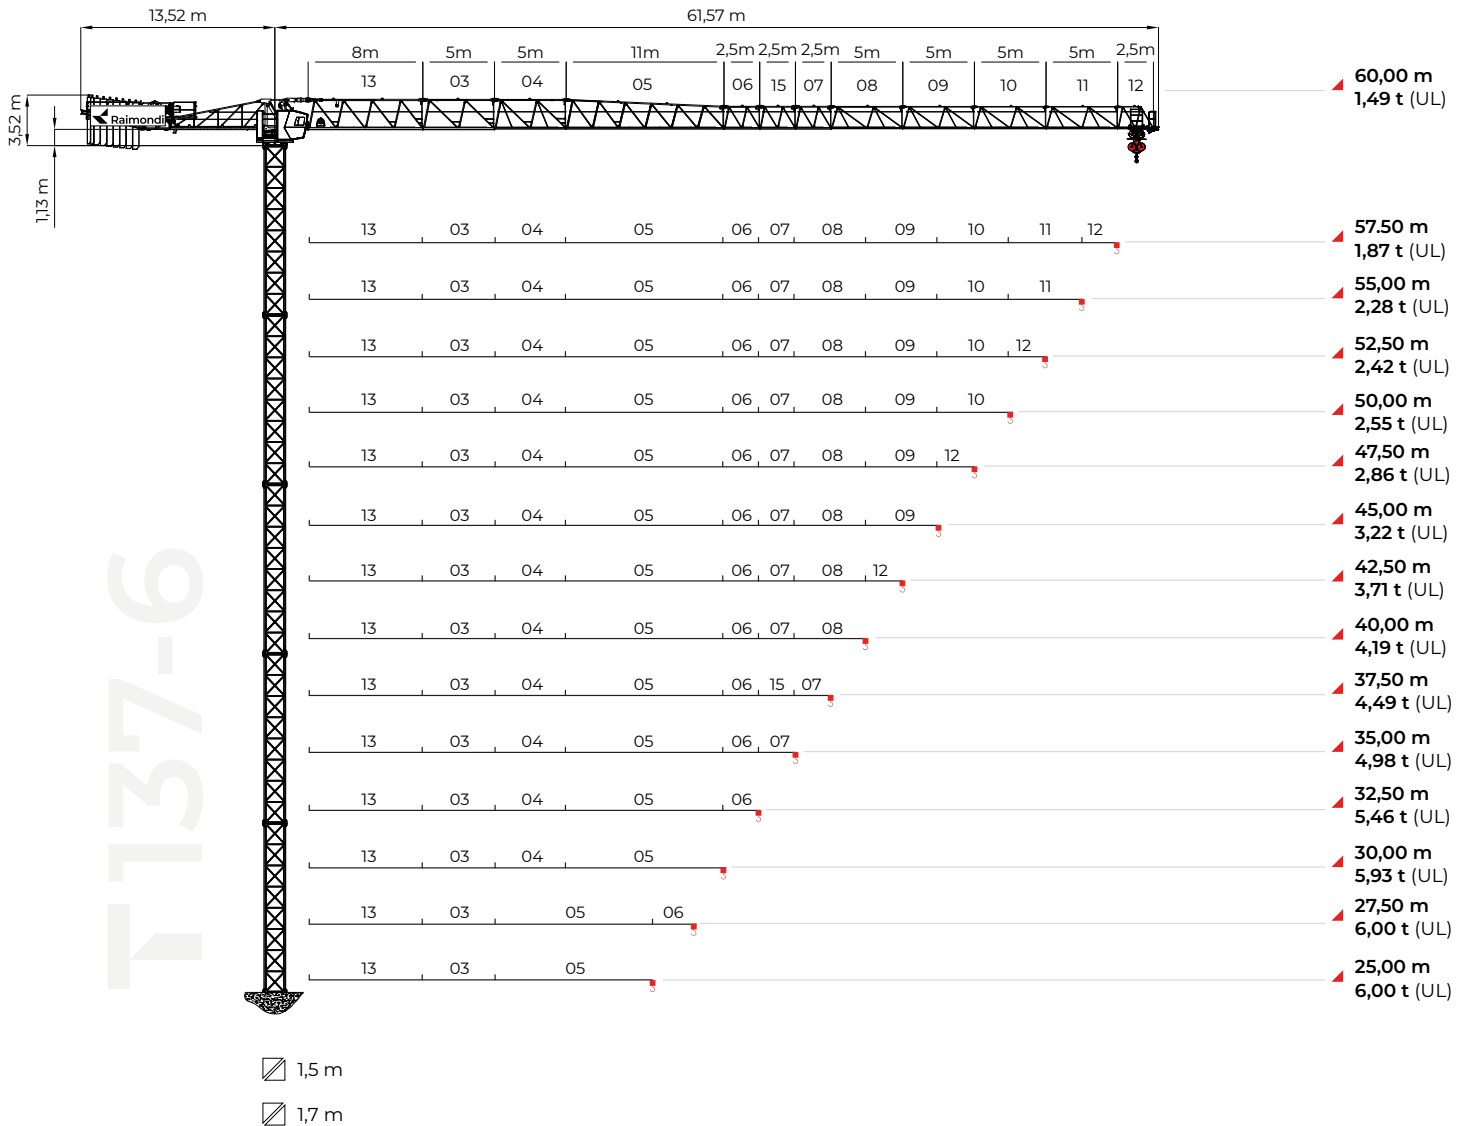 13,52 m 61,57 m
8m 5m 5m 11m 2,5m 2,5m 2,5m 5m 5m 5m 5m 2,5m
13 03 04 05 06 15 07 08 09 10 11 12
60,00 m
1,49 t (UL)
3,52 m
Raimondi
1,13 m
13 03 04 05 06 07 08 09 10 11 12
57.50 m
1,87 t (UL)
13 03 04 05 06 07 08 09 10 11
55,00 m
2,28 t (UL)
13 03 04 05 06 07 08 09 10 12
52,50 m
2,42 t (UL)
13 03 04 05 06 07 08 09 10
50,00 m
2,55 t (UL)
13 03 04 05 06 07 08 09 12
47,50 m
2,86 t (UL)
13 03 04 05 06 07 08 09
45,00 m
3,22 t (UL)
13 03 04 05 06 07 08 12
42,50 m
3,71 t (UL)
13 03 04 05 06 07 08
40,00 m
4,19 t (UL)
13 03 04 05 06 15 07
37,50 m
4,49 t (UL)
13 03 04 05 06 07
35,00 m
4,98 t (UL)
13 03 04 05 06
32,50 m
5,46 t (UL)
13 03 04 05
30,00 m
5,93 t (UL)
13 03 05 06
27,50 m
6,00 t (UL)
13 03 05
25,00 m
6,00 t (UL)
T137-6
1,5 m
1,7 m